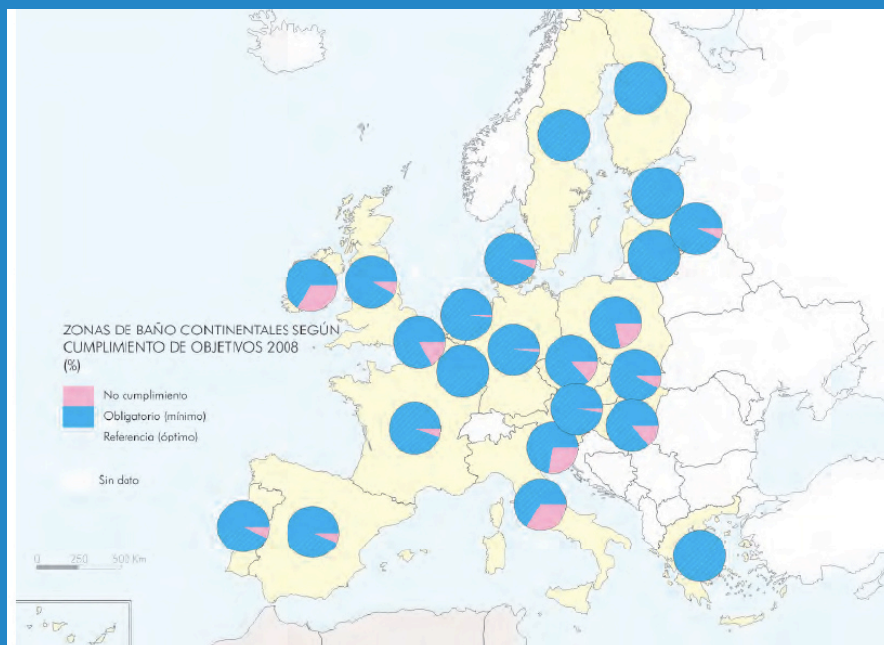 ZONAS DE BAÑO CONTINENTALES SEGÚN
CUMPLIMIENTO DE OBJETIVOS 2008
(%)
No cumplimiento
Obligatorio (mínimo)
Referencia (óptimo)
Sin dato
0 250 500 Km